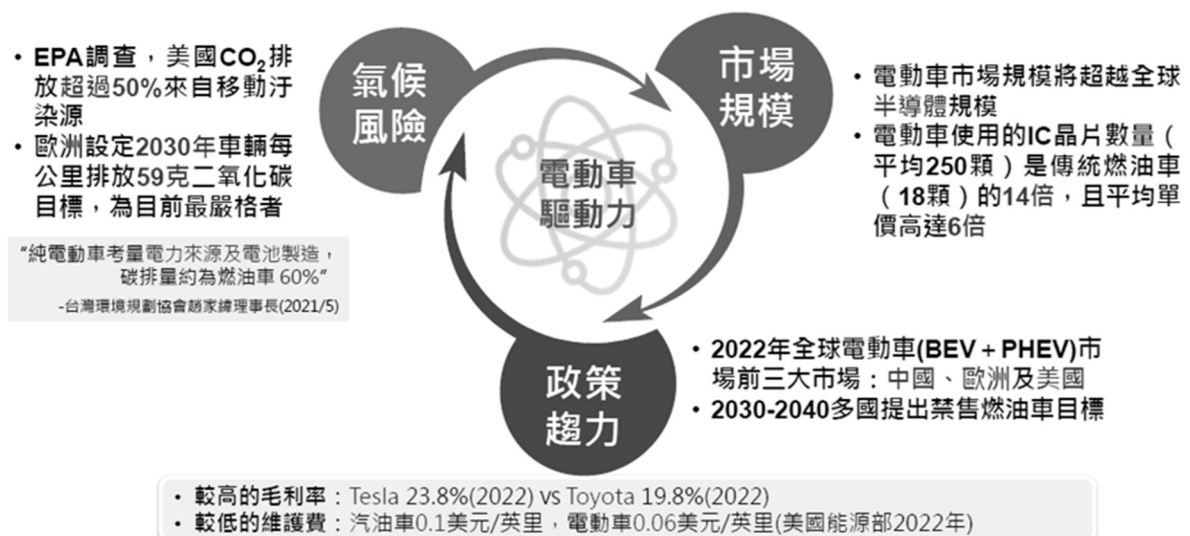 • EPA調查，美國CO₂排
放超過50%來自移動汙
染源
• 歐洲設定2030年車輛每
公里排放59克二氧化碳
目標，為目前最嚴格者
“純電動車考量電力來源及電池製造，
碳排量約為燃油車 60%”
-台灣環境規劃協會趙家緯理事長(2021/5)
氣候
風險
市場
規模
• 電動車市場規模將超越全球
半導體規模
• 電動車使用的IC晶片數量（
平均250顆）是傳統燃油車
（18顆）的14倍，且平均單
價高達6倍
電動車
驅動力
政策
趨力
• 2022年全球電動車(BEV＋PHEV)市
場前三大市場：中國、歐洲及美國
• 2030-2040多國提出禁售燃油車目標
• 較高的毛利率：Tesla 23.8%(2022) vs Toyota 19.8%(2022)
• 較低的維護費：汽油車0.1美元/英里，電動車0.06美元/英里(美國能源部2022年)